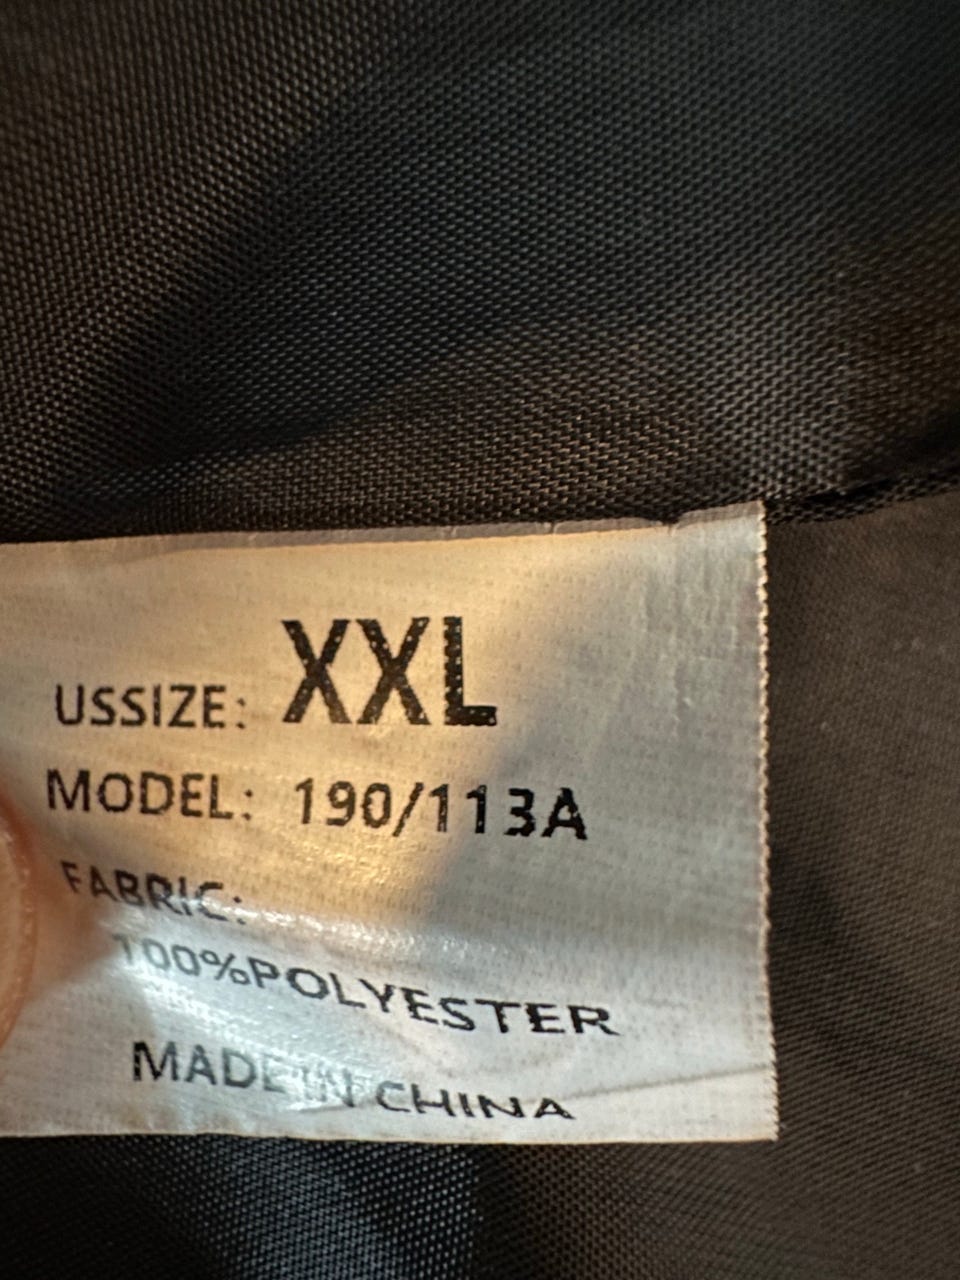 USSIZE: XXL
MODEL: 190/113A
FABRIC:
100%POLYESTER
MADE IN CHINA